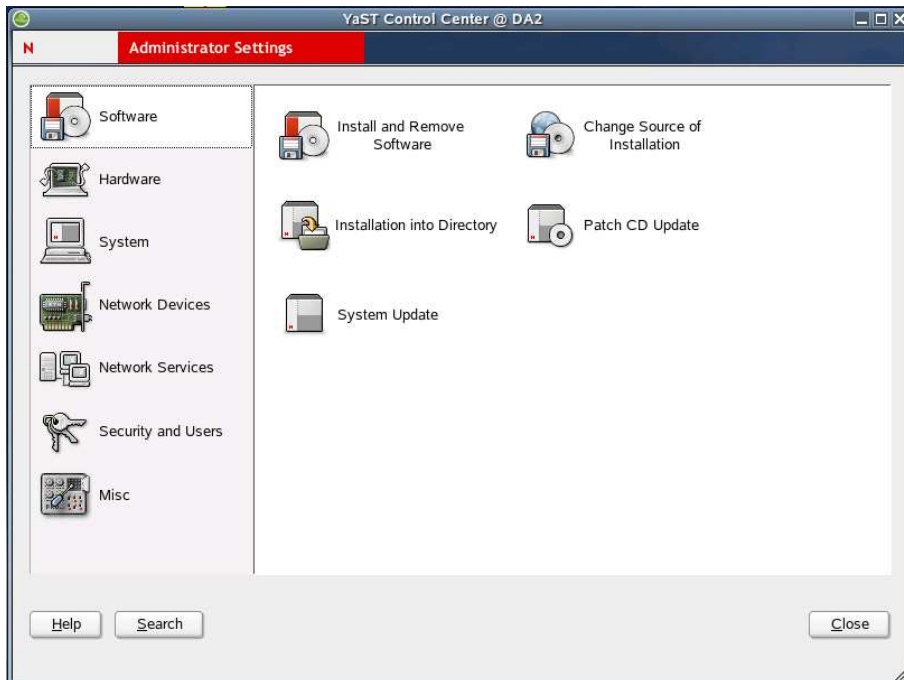 YaST Control Center @ DA2
N Administrator Settings
Software
Hardware
System
Network Devices
Network Services
Security and Users
Misc
Install and Remove
Software
Change Source of
Installation
Installation into Directory
Patch CD Update
System Update
Help
Search
Close